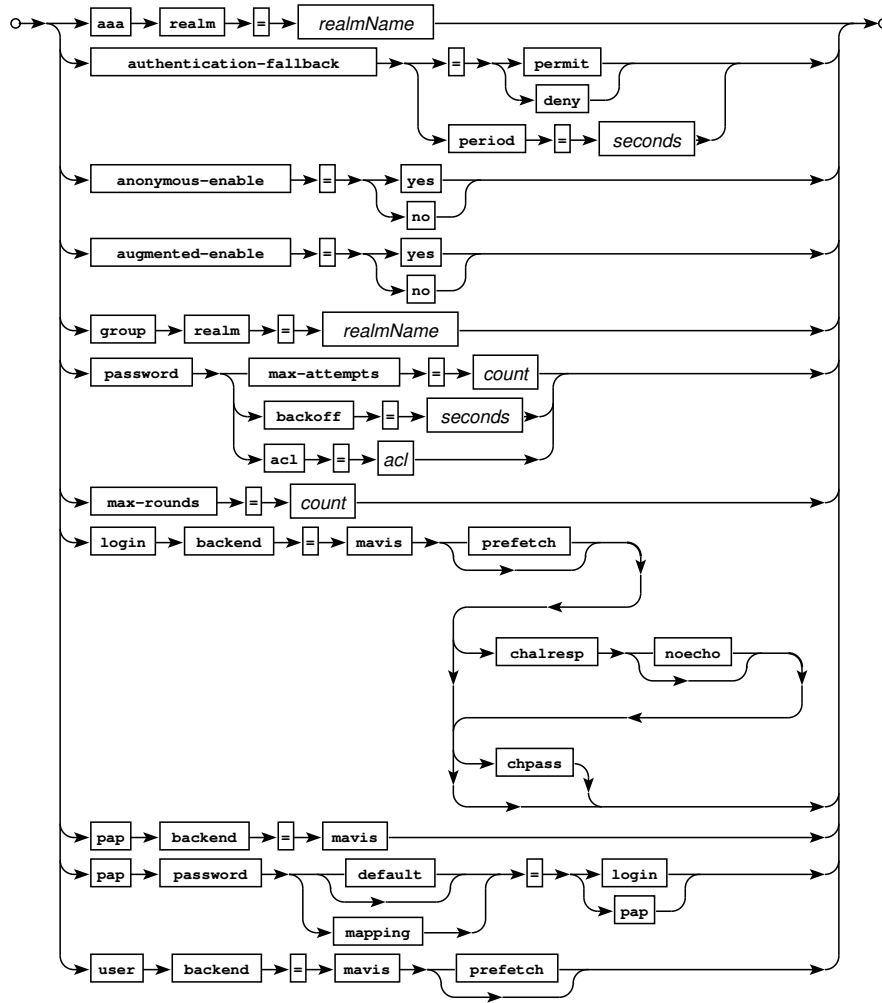 aaa realm = realmName
authentication-fallback = permit
deny
period = seconds
anonymous-enable = yes
no
augmented-enable = yes
no
group realm = realmName
password max-attempts = count
backoff = seconds
acl = acl
max-rounds = count
login backend = mavis prefetch
chalresp noecho
chpass
pap backend = mavis
pap password default = login
pap
mapping
user backend = mavis prefetch